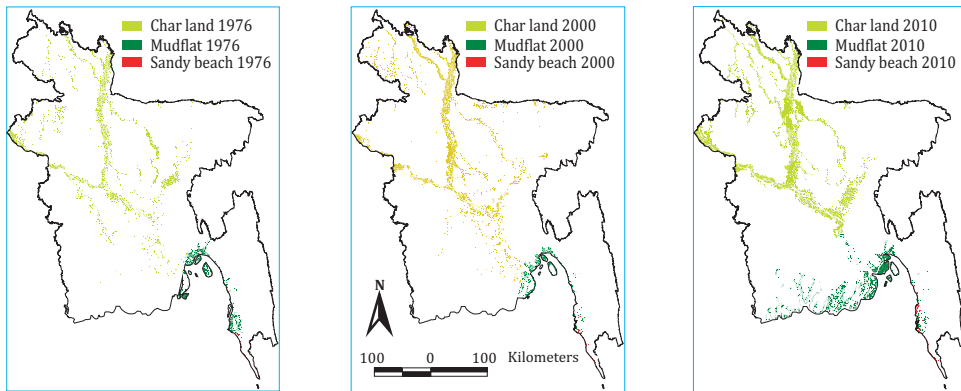 Char land 1976
Mudflat 1976
Sandy beach 1976
Char land 2000
Mudflat 2000
Sandy beach 2000
N
100 0 100 Kilometers
Char land 2010
Mudflat 2010
Sandy beach 2010